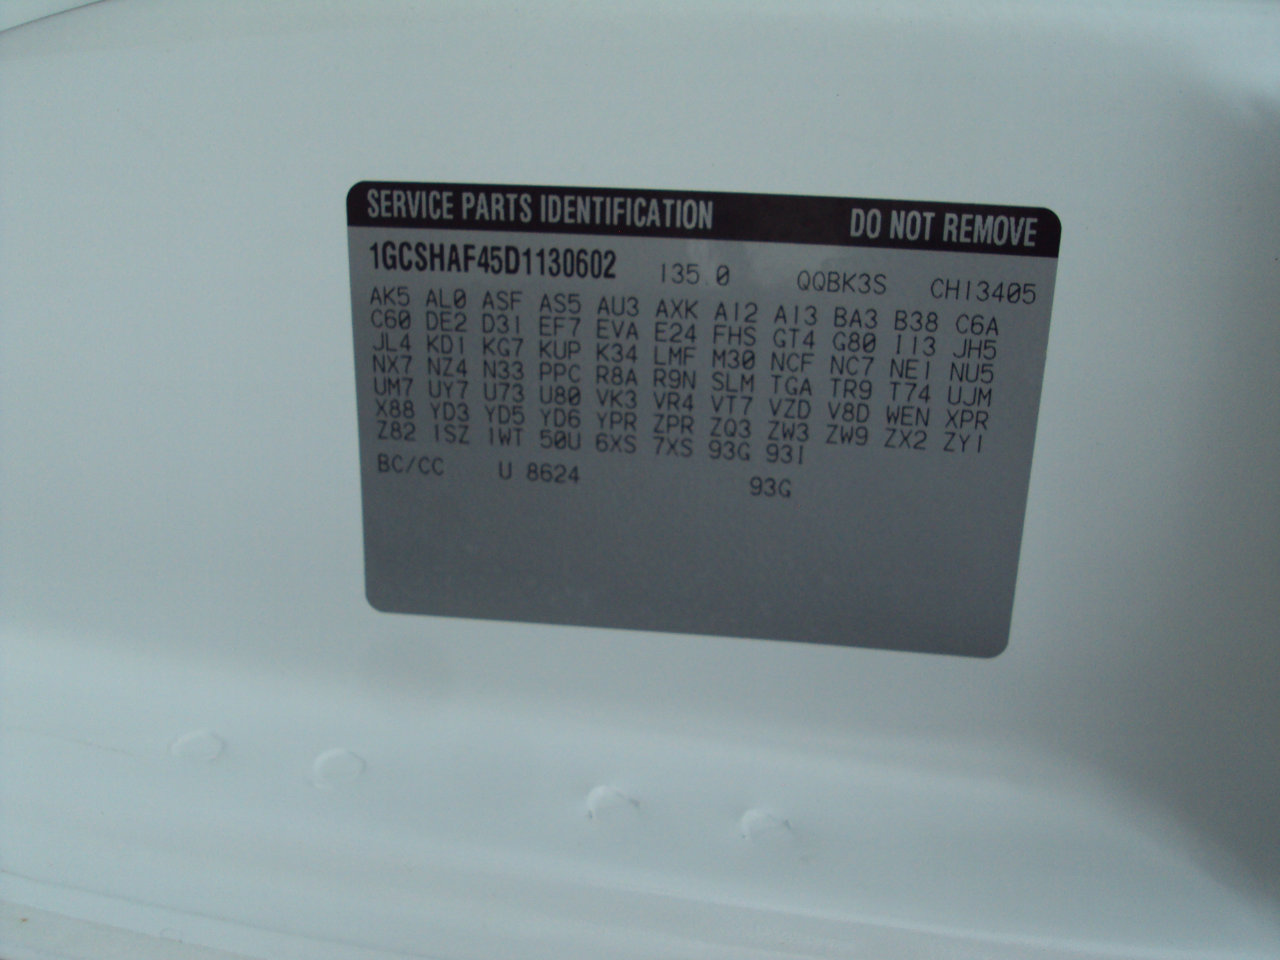 SERVICE PARTS IDENTIFICATION DO NOT REMOVE
1GCSHAF45D1130602 135.0 QQBK3S CH13405
AK5 AL0 ASF AS5 AU3 AXK A12 A13 BA3 B38 C6A
C60 DE2 D31 EF7 EVA E24 FHS GT4 G80 I13 JH5
JL4 KD1 KG7 KUP K34 LMF M30 NCF NC7 NE1 NU5
NX7 NZ4 N33 PPC R8A R9N SLM TGA TR9 T74 UJM
UM7 UY7 U73 U80 VK3 VR4 VT7 VZD V8D WEN XPR
X88 YD3 YD5 YD6 YPR ZPR ZQ3 ZW3 ZW9 ZX2 ZY1
Z82 1SZ 1WT 50U 6XS 7XS 93G 93I
BC/CC U 8624 93G